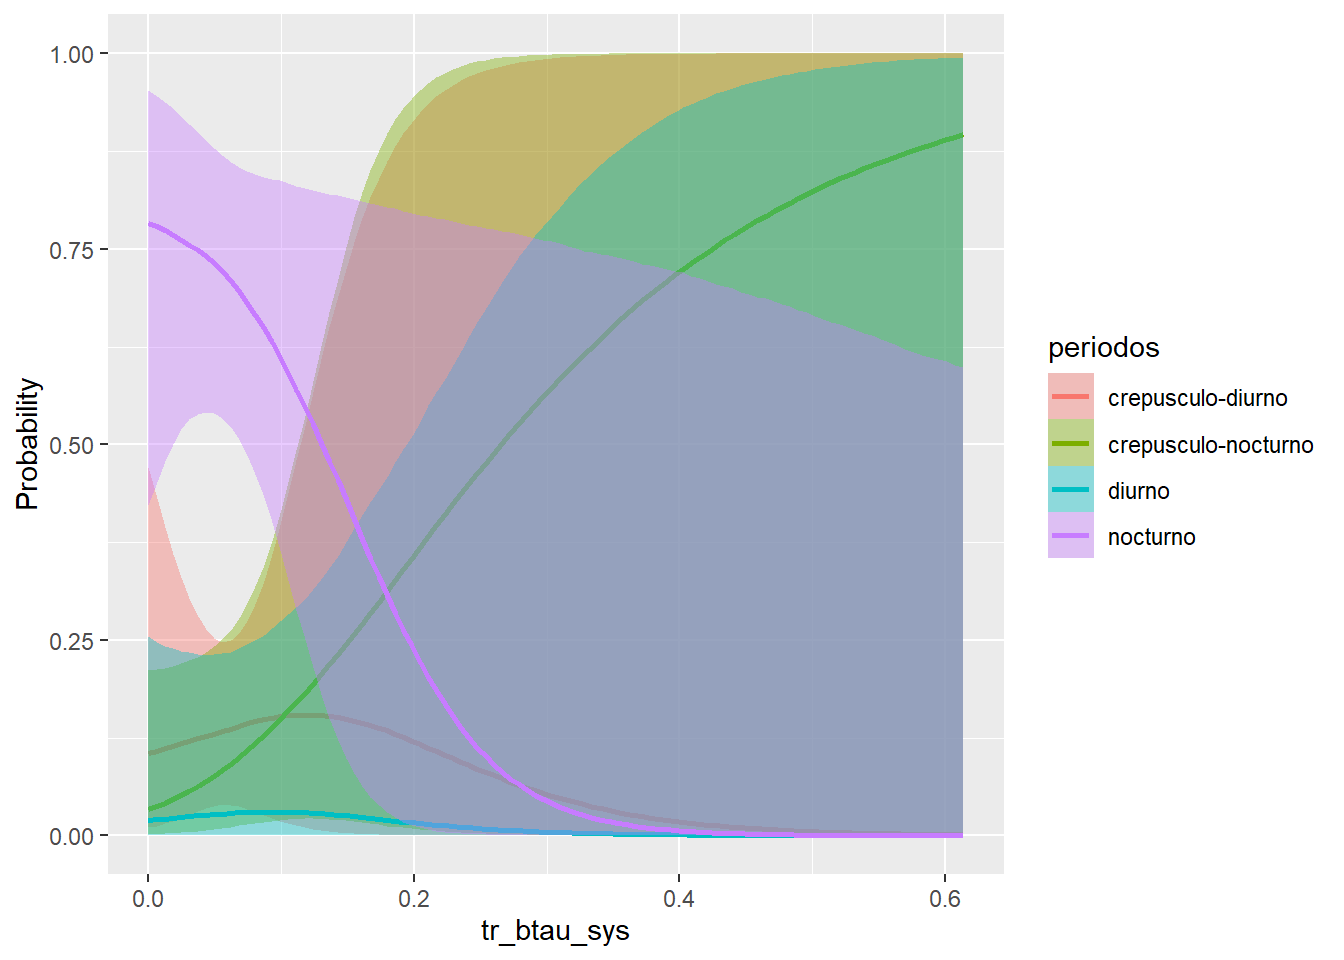 1.00
0.75
0.50
0.25
0.00
Probability
0.0
0.2
0.4
0.6
tr_btau_sys
periodos
crepusculo-diurno
crepusculo-nocturno
diurno
nocturno